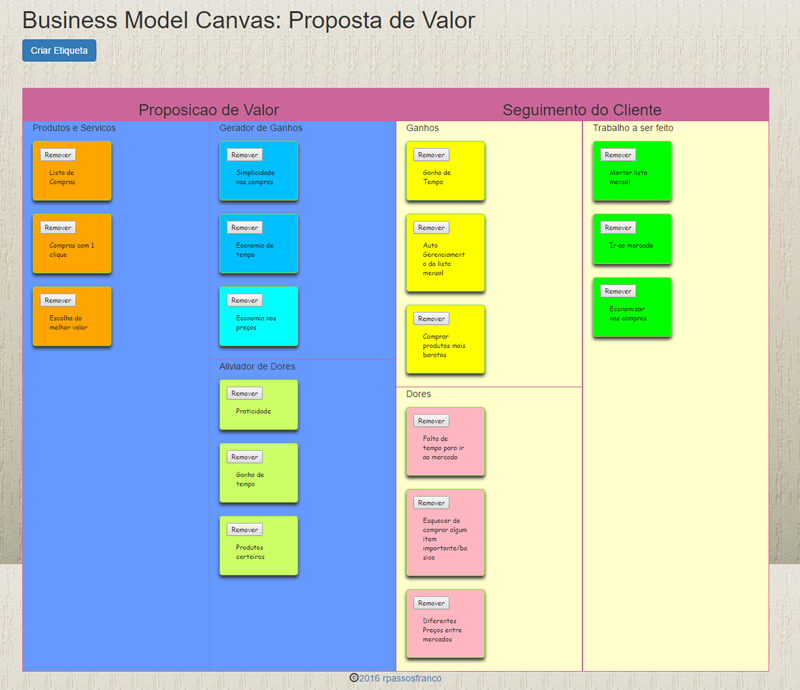 Business Model Canvas: Proposta de Valor
Criar Etiqueta
Proposicao de Valor
Seguimento do Cliente
Produtos e Servicos
Remover
Lista de
Compras
Remover
Compras com 1
clique
Remover
Escolha do
melhor valor
Gerador de Ganhos
Remover
Simplicidade
nas compras
Remover
Economia de
tempo
Remover
Economia nos
preços
Aliviador de Dores
Remover
Praticidade
Remover
Ganho de
tempo
Remover
Produtos
certeiros
Ganhos
Remover
Ganho de
Tempo
Remover
Auto
Gerenciament
o da lista
mensal
Remover
Comprar
produtos mais
baratos
Dores
Remover
Falta de
tempo para ir
ao mercado
Remover
Esquecer de
comprar algum
item
importante/ba
sico
Remover
Diferentes
Preços entre
mercados
Trabalho a ser feito
Remover
Montar lista
mensal
Remover
Ir ao mercado
Remover
Economizar
nas compras
©2016 rpassosfranco